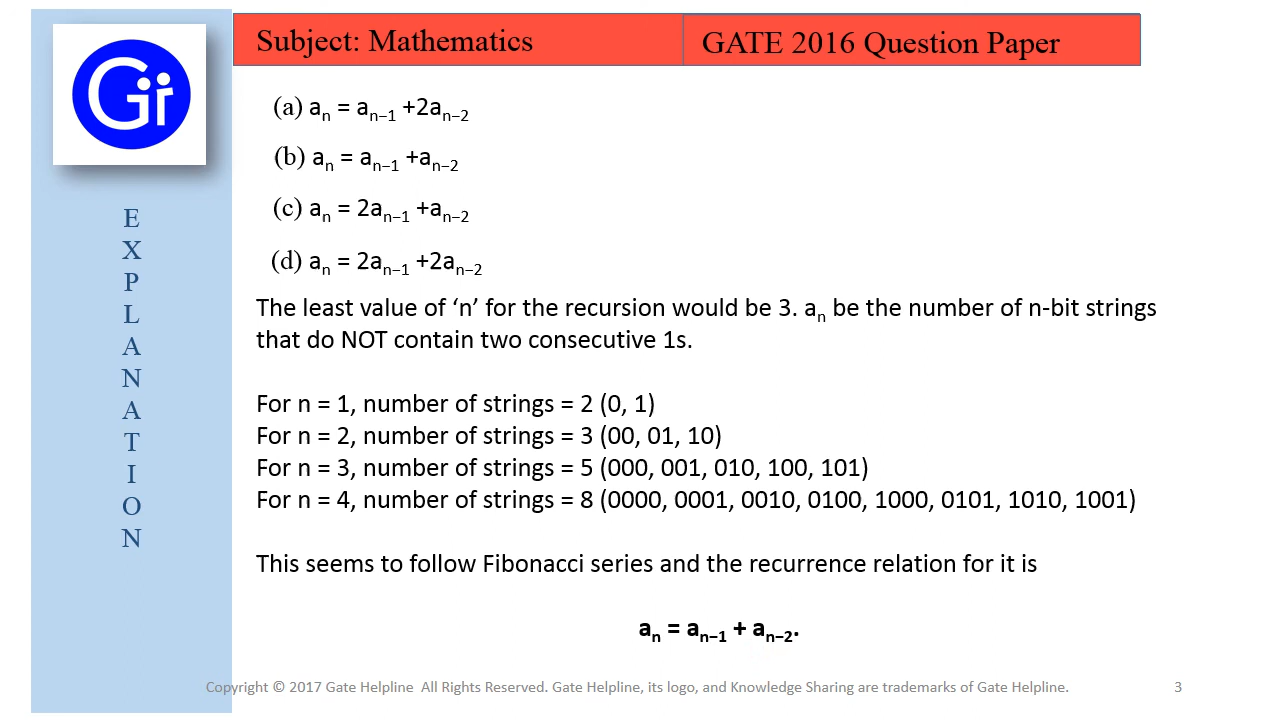 Subject: Mathematics
GATE 2016 Question Paper
Gr
(a) aₙ = aₙ₋₁ +2aₙ₋₂
(b) aₙ = aₙ₋₁ +aₙ₋₂
(c) aₙ = 2aₙ₋₁ +aₙ₋₂
(d) aₙ = 2aₙ₋₁ +2aₙ₋₂
E
X
P
L
A
N
A
T
I
O
N
The least value of ‘n’ for the recursion would be 3. aₙ be the number of n-bit strings
that do NOT contain two consecutive 1s.
For n = 1, number of strings = 2 (0, 1)
For n = 2, number of strings = 3 (00, 01, 10)
For n = 3, number of strings = 5 (000, 001, 010, 100, 101)
For n = 4, number of strings = 8 (0000, 0001, 0010, 0100, 1000, 0101, 1010, 1001)
This seems to follow Fibonacci series and the recurrence relation for it is
aₙ = aₙ₋₁ + aₙ₋₂.
Copyright © 2017 Gate Helpline All Rights Reserved. Gate Helpline, its logo, and Knowledge Sharing are trademarks of Gate Helpline.
3